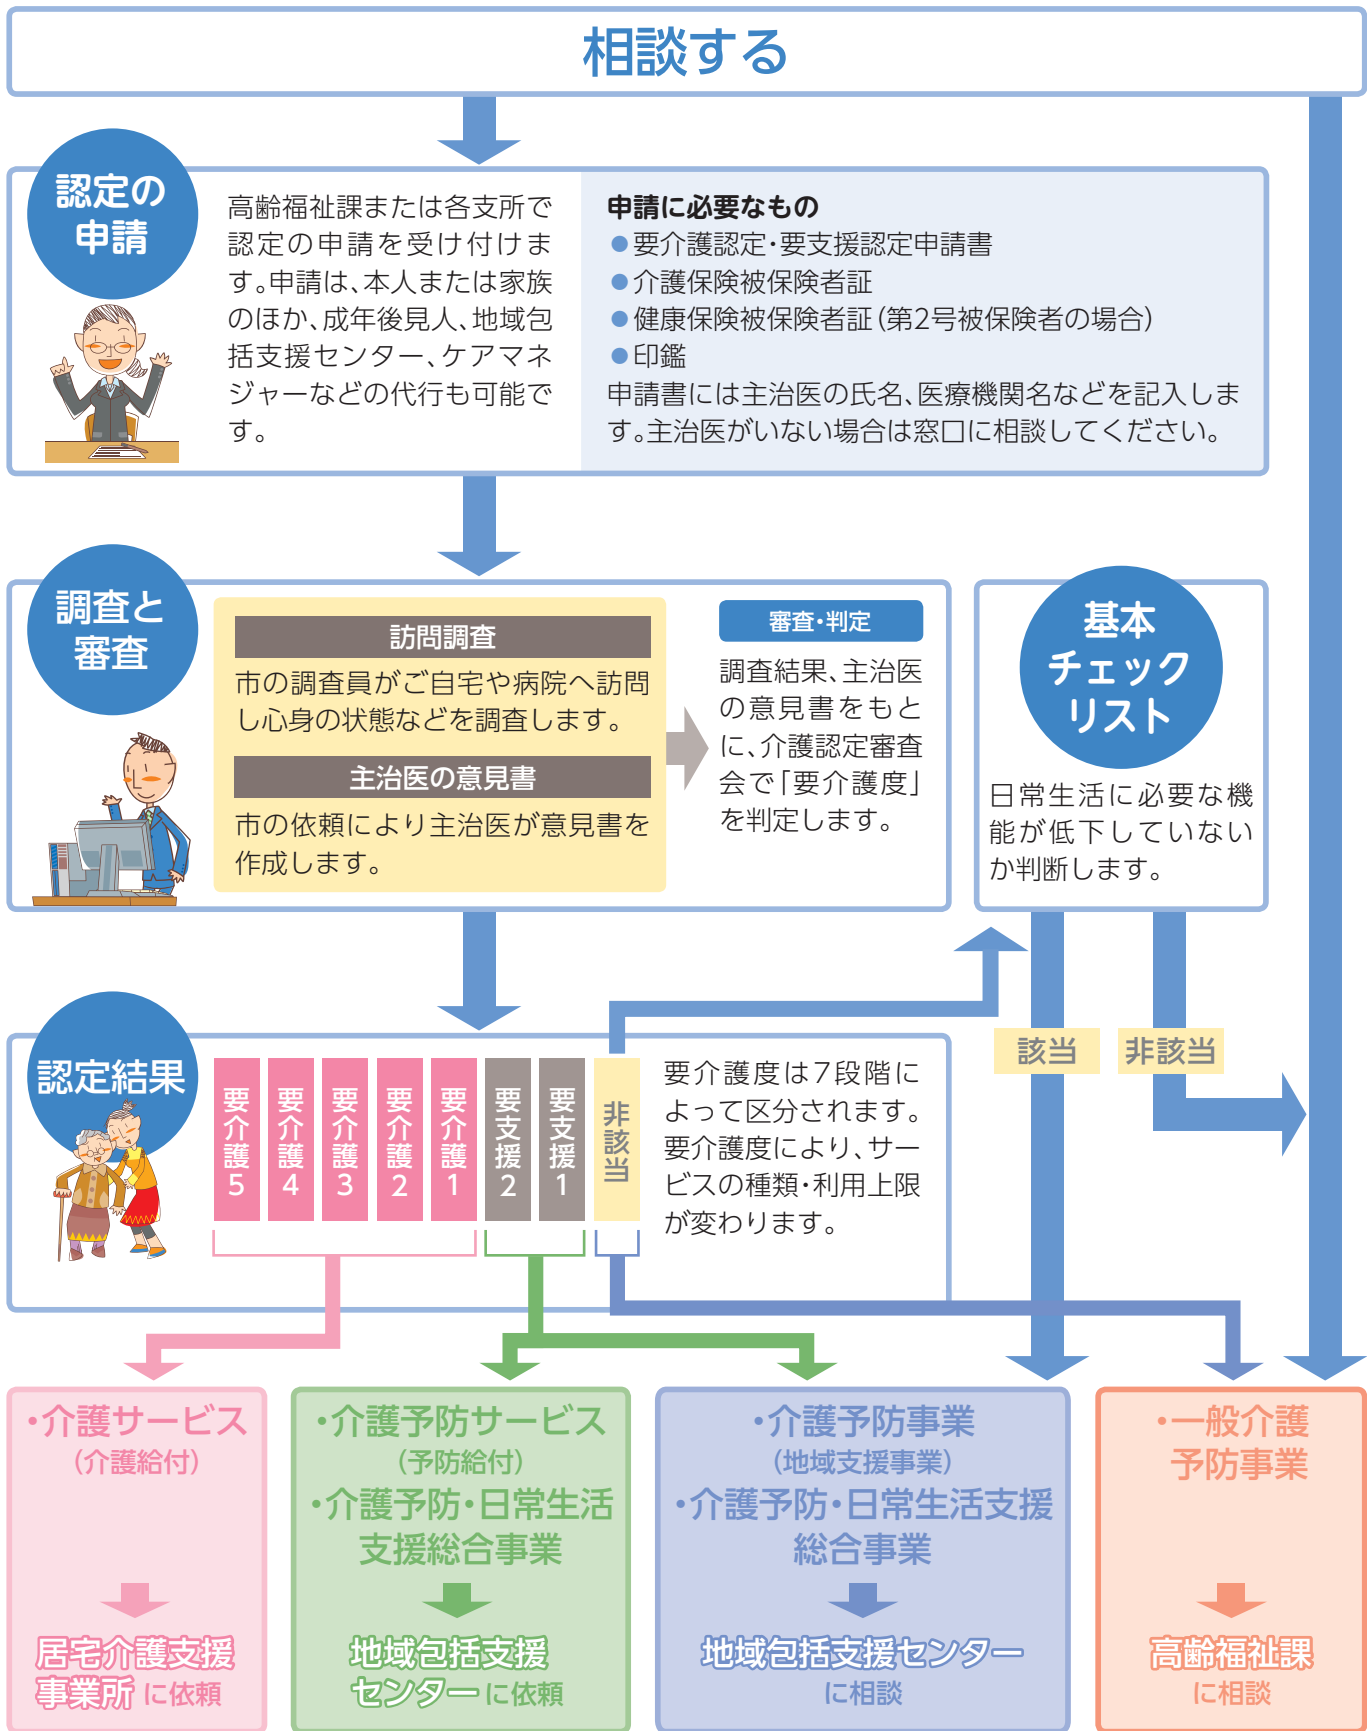 相談する
認定の
申請
高齢福祉課または各支所で
認定の申請を受け付けま
す。申請は、本人または家族
のほか、成年後見人、地域包
括支援センター、ケアマネ
ジャーなどの代行も可能で
す。
申請に必要なもの
●要介護認定・要支援認定申請書
●介護保険被保険者証
●健康保険被保険者証(第2号被保険者の場合)
●印鑑
申請書には主治医の氏名、医療機関名などを記入しま
す。主治医がいない場合は窓口に相談してください。
調査と
審査
訪問調査
市の調査員がご自宅や病院へ訪問
し心身の状態などを調査します。
主治医の意見書
市の依頼により主治医が意見書を
作成します。
審査・判定
調査結果、主治医
の意見書をもと
に、介護認定審査
会で「要介護度」
を判定します。
基本
チェック
リスト
日常生活に必要な機
能が低下していない
か判断します。
該当
非該当
認定結果
要介護5
要介護4
要介護3
要介護2
要介護1
要支援2
要支援1
非該当
要介護度は7段階に
よって区分されます。
要介護度により、サー
ビスの種類・利用上限
が変わります。
・介護サービス
(介護給付)
居宅介護支援
事業所に依頼
・介護予防サービス
(予防給付)
・介護予防・日常生活
支援総合事業
地域包括支援
センターに依頼
・介護予防事業
(地域支援事業)
・介護予防・日常生活支援
総合事業
地域包括支援センター
に相談
・一般介護
予防事業
高齢福祉課
に相談